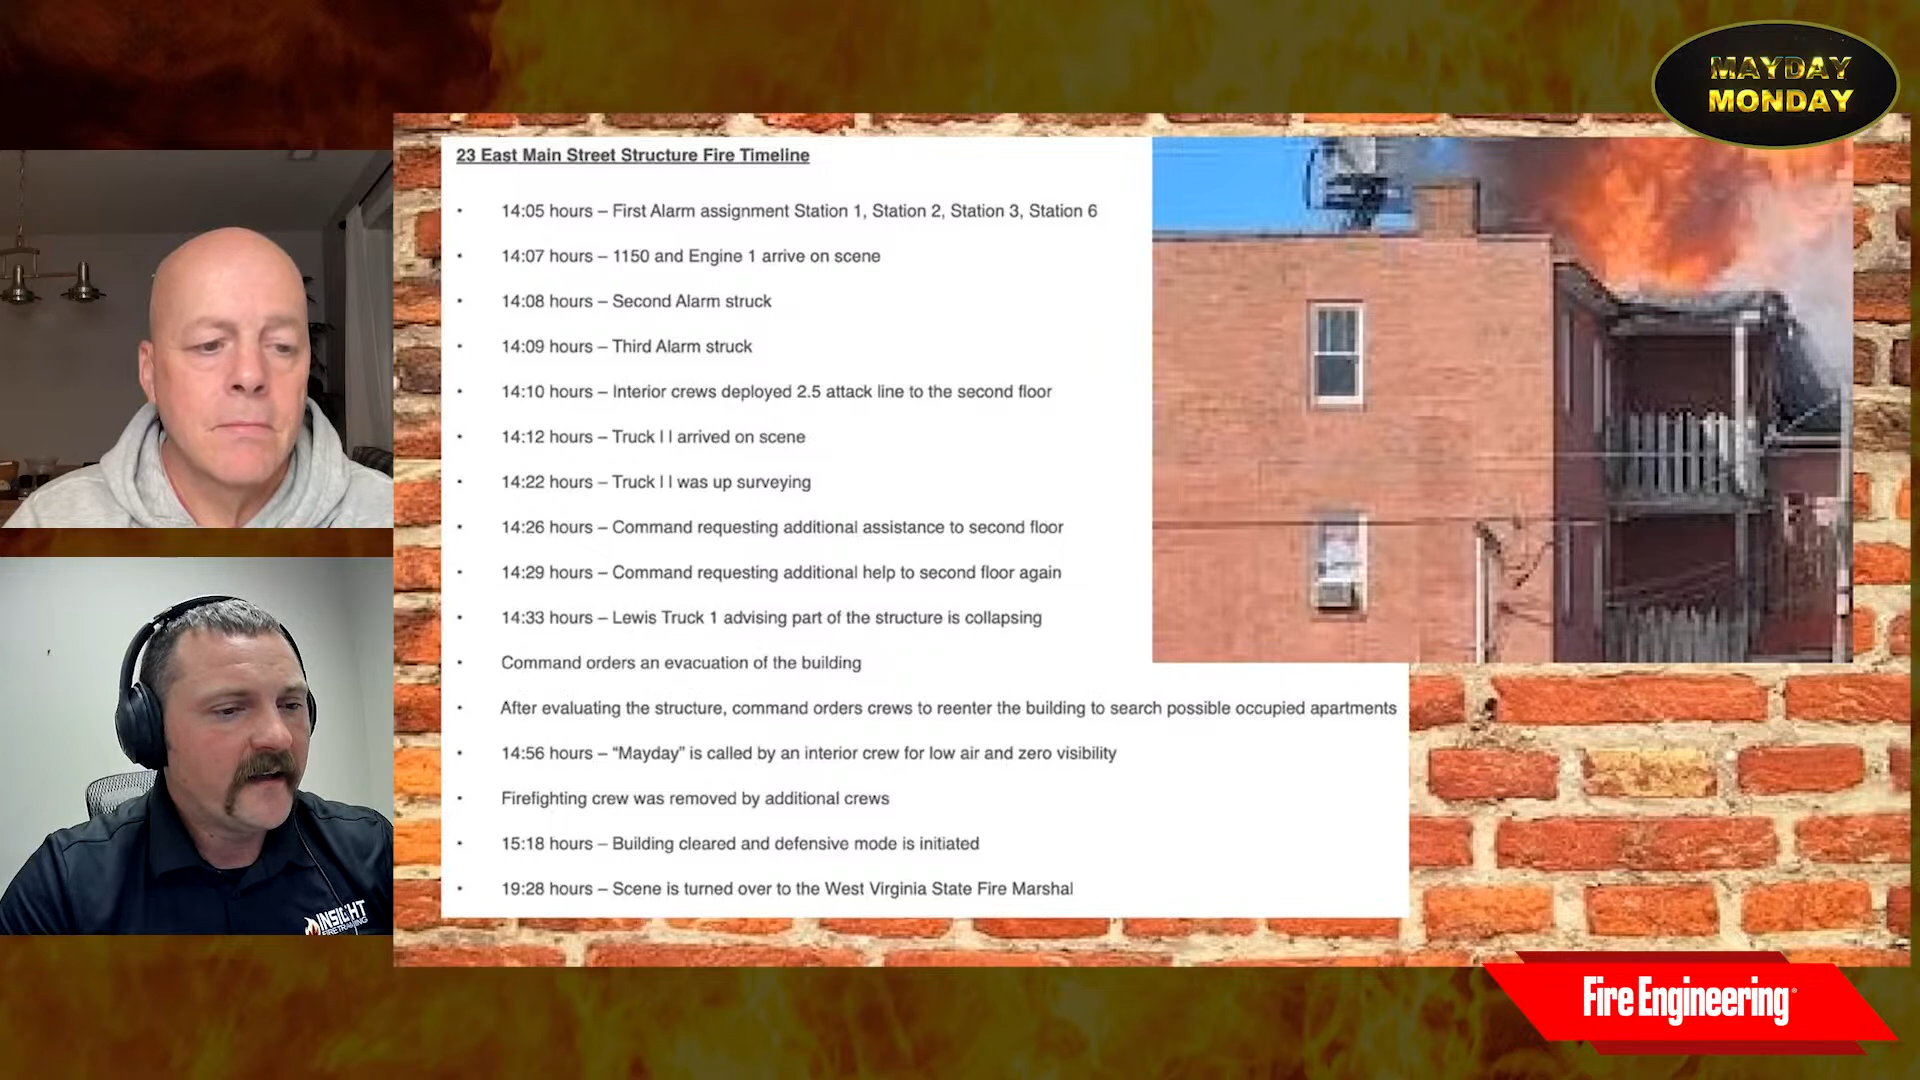 MAYDAY
MONDAY
23 East Main Street Structure Fire Timeline
• 14:05 hours – First Alarm assignment Station 1, Station 2, Station 3, Station 6
• 14:07 hours – 1150 and Engine 1 arrive on scene
• 14:08 hours – Second Alarm struck
• 14:09 hours – Third Alarm struck
• 14:10 hours – Interior crews deployed 2.5 attack line to the second floor
• 14:12 hours – Truck I I arrived on scene
• 14:22 hours – Truck I I was up surveying
• 14:26 hours – Command requesting additional assistance to second floor
• 14:29 hours – Command requesting additional help to second floor again
• 14:33 hours – Lewis Truck 1 advising part of the structure is collapsing
• Command orders an evacuation of the building
• After evaluating the structure, command orders crews to reenter the building to search possible occupied apartments
• 14:56 hours – “Mayday” is called by an interior crew for low air and zero visibility
• Firefighting crew was removed by additional crews
• 15:18 hours – Building cleared and defensive mode is initiated
• 19:28 hours – Scene is turned over to the West Virginia State Fire Marshal
INSIGHT
FIRE TRAINING
Fire Engineering®